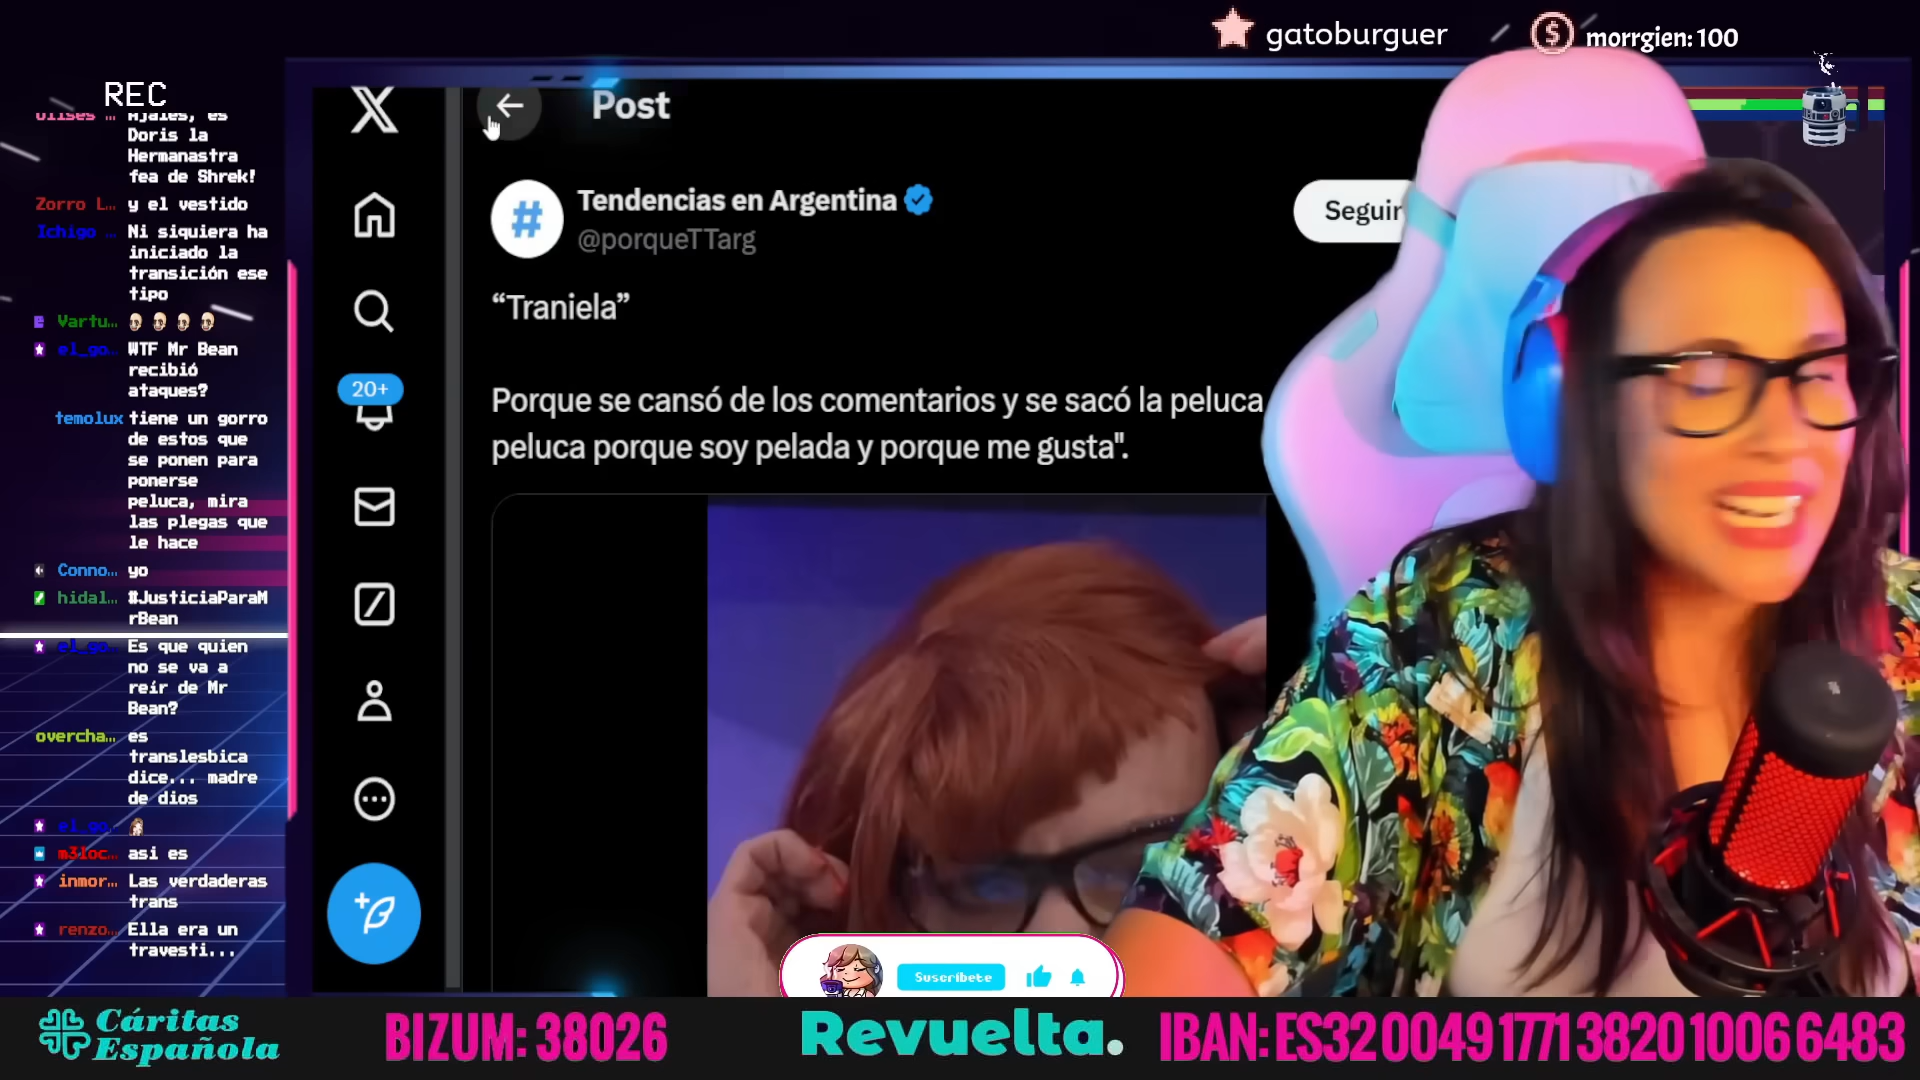 gatoburguer
morrgien: 100
REC
Ajales, es
Doris la
Hermanastra
fea de Shrek!
Zorro L... y el vestido
Ichigo ... Ni siquiera ha
iniciado la
transición ese
tipo
Vartu...
el_go... WTF Mr Bean
recibió
ataques?
temolux tiene un gorro
de estos que
se ponen para
ponerse
peluca, mira
las plegas que
le hace
Conno... yo
hidal... #JusticiaParaM
rBean
el_go... Es que quien
no se va a
reír de Mr
Bean?
overcha... es
translesbica
dice... madre
de dios
el_go...
m3loc... asi es
inmor... Las verdaderas
trans
renzo... Ella era un
travesti...
X
Post
20+
#
Tendencias en Argentina
@porqueTTarg
Seguir
“Traniela”
Porque se cansó de los comentarios y se sacó la peluca
peluca porque soy pelada y porque me gusta".
Suscríbete
Cáritas
Española
BIZUM: 38026
Revuelta.
IBAN: ES32 0049 1771 3820 1006 6483